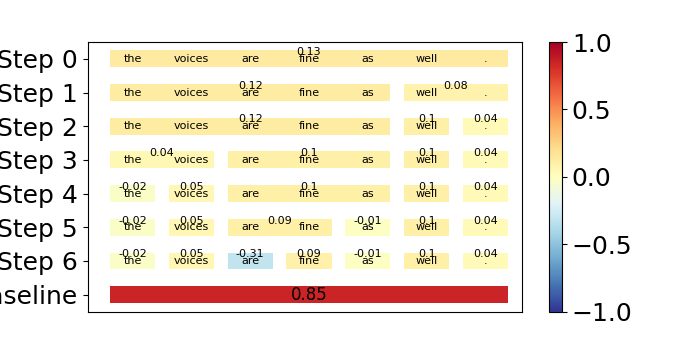 Step 0 0.13
the voices are fine as well .
Step 1 0.12 0.08
the voices are fine as well .
Step 2 0.12 0.1 0.04
the voices are fine as well .
Step 3 0.04 0.1 0.1 0.04
the voices are fine as well .
Step 4 -0.02 0.05 0.1 0.1 0.04
the voices are fine as well .
Step 5 -0.02 0.05 0.09 -0.01 0.1 0.04
the voices are fine as well .
Step 6 -0.02 0.05 -0.31 0.09 -0.01 0.1 0.04
the voices are fine as well .
aseline 0.85
1.0
0.5
0.0
−0.5
−1.0